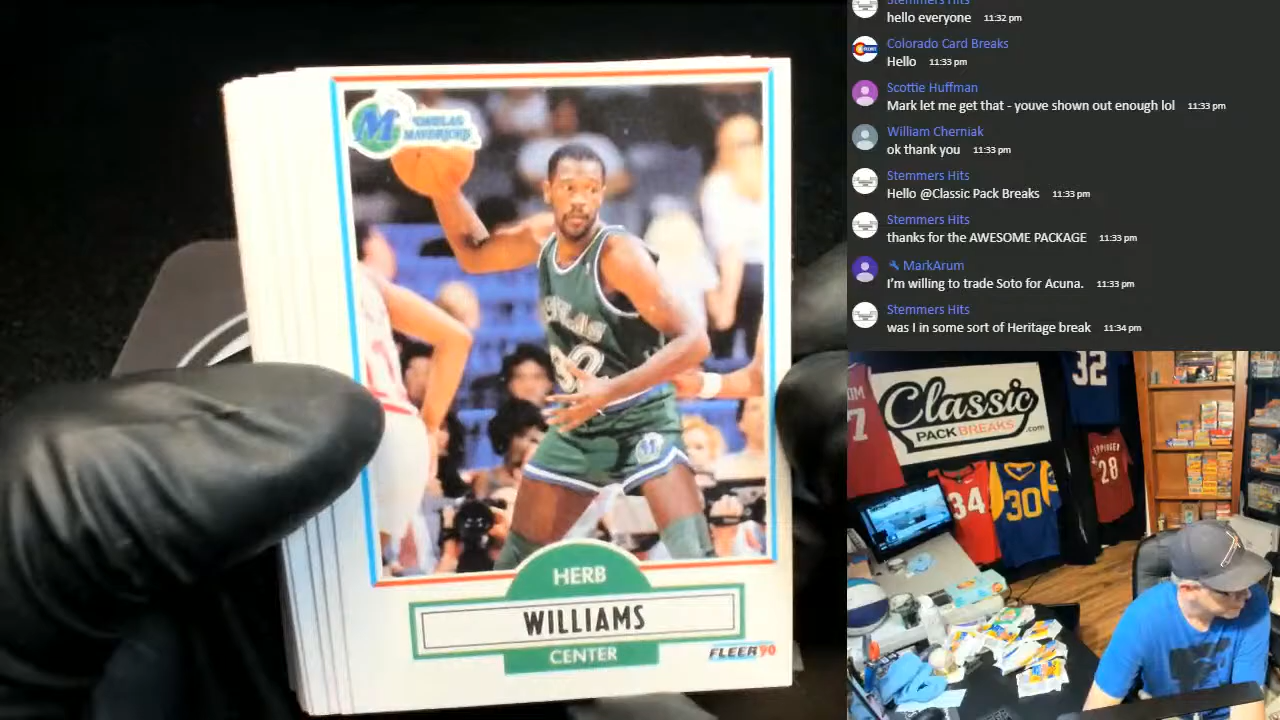 DALLAS
MAVERICKS
32
HERB
WILLIAMS
CENTER
FLEER 90
Stemmers Hits
hello everyone 11:32 pm
Colorado Card Breaks
Hello 11:33 pm
Scottie Huffman
Mark let me get that - youve shown out enough lol 11:33 pm
William Cherniak
ok thank you 11:33 pm
Stemmers Hits
Hello @Classic Pack Breaks 11:33 pm
Stemmers Hits
thanks for the AWESOME PACKAGE 11:33 pm
MarkArum
I'm willing to trade Soto for Acuna. 11:33 pm
Stemmers Hits
was I in some sort of Heritage break 11:34 pm
Classic
PACK BREAKS.com
32
7
34
30
28